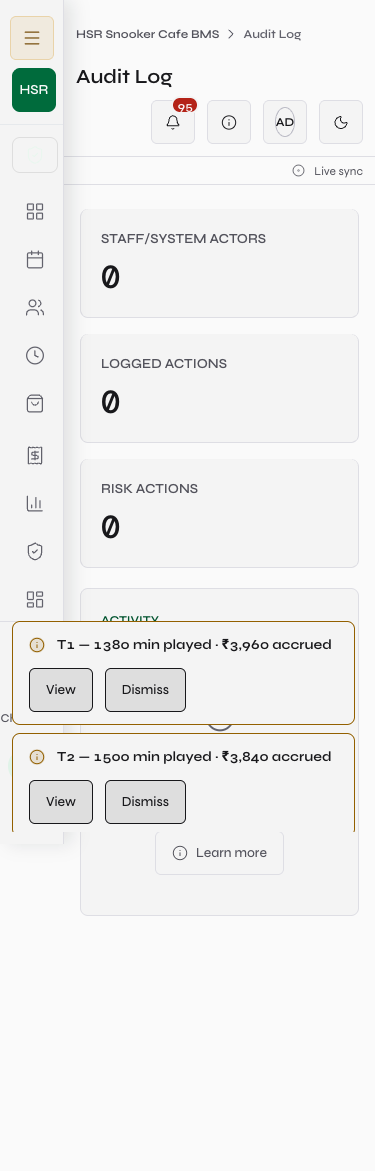 HSR Snooker Cafe BMS > Audit Log
HSR
Audit Log
95
AD
Live sync
STAFF/SYSTEM ACTORS
0
LOGGED ACTIONS
0
RISK ACTIONS
0
ACTIVITY
T1 — 1380 min played · ₹3,960 accrued
View
Dismiss
T2 — 1500 min played · ₹3,840 accrued
View
Dismiss
Learn more